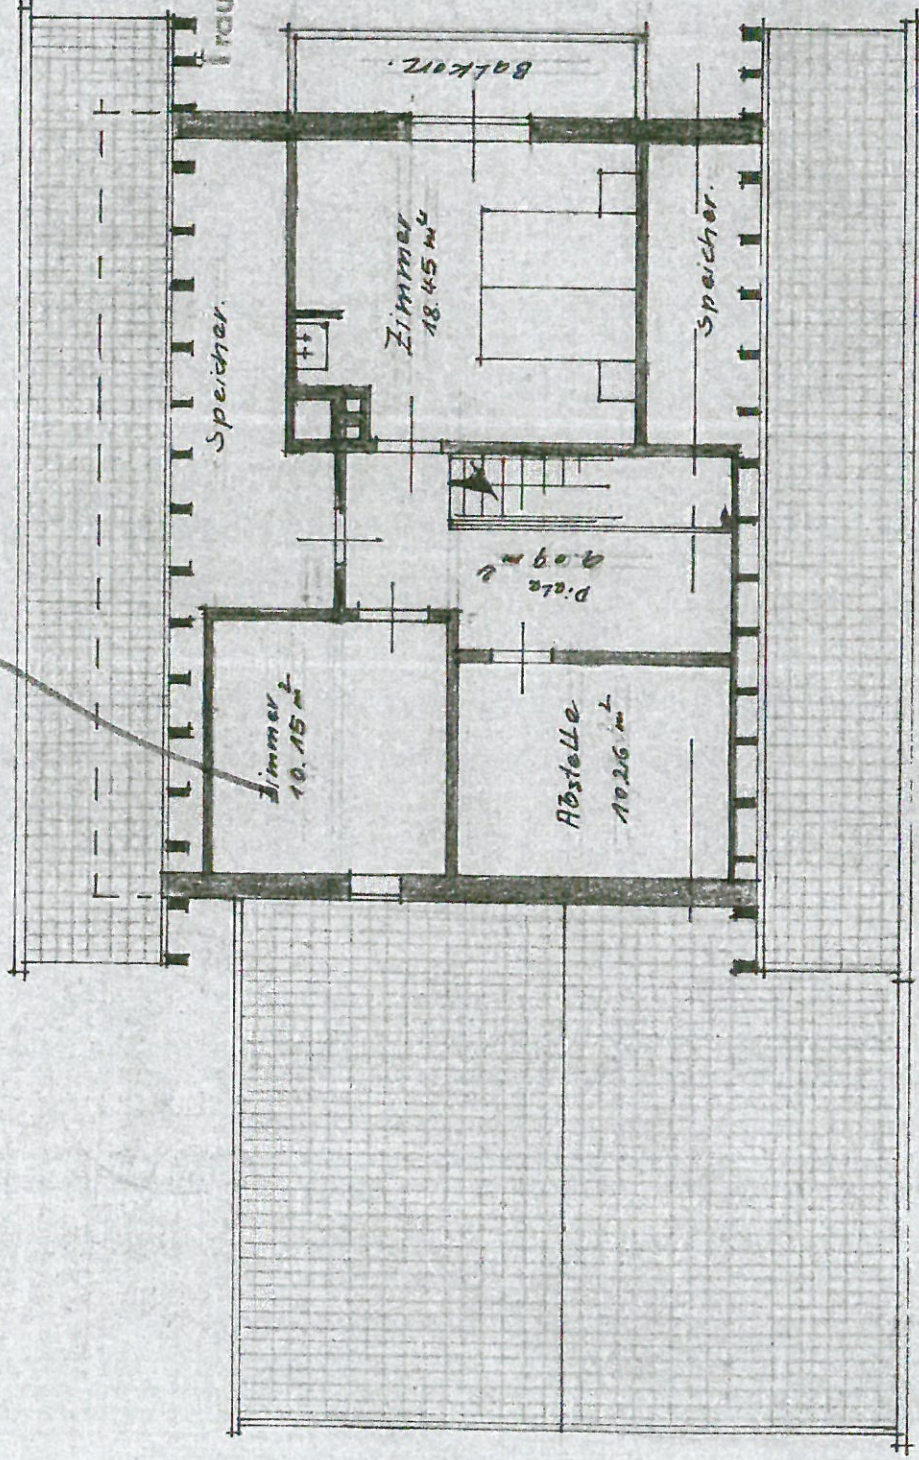 Balkon.
Zimmer
18.45 m²
Speicher.
Speicher.
Diele
9.09 m²
Zimmer
10.15 m²
Abstelle
10.26 m²